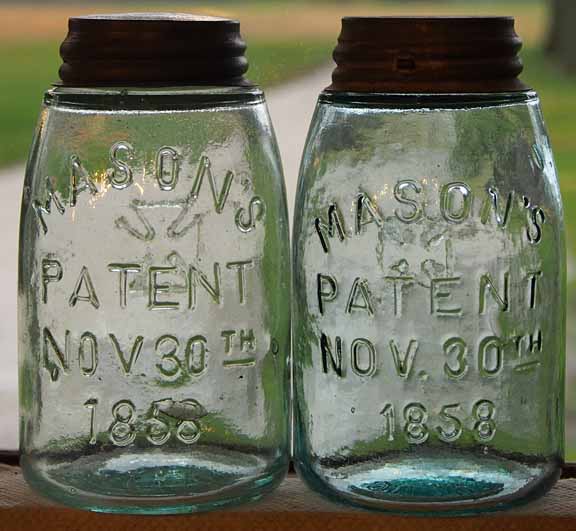 MASON'S
PATENT
NOV. 30TH
1858
MASON'S
PATENT
NOV. 30TH
1858